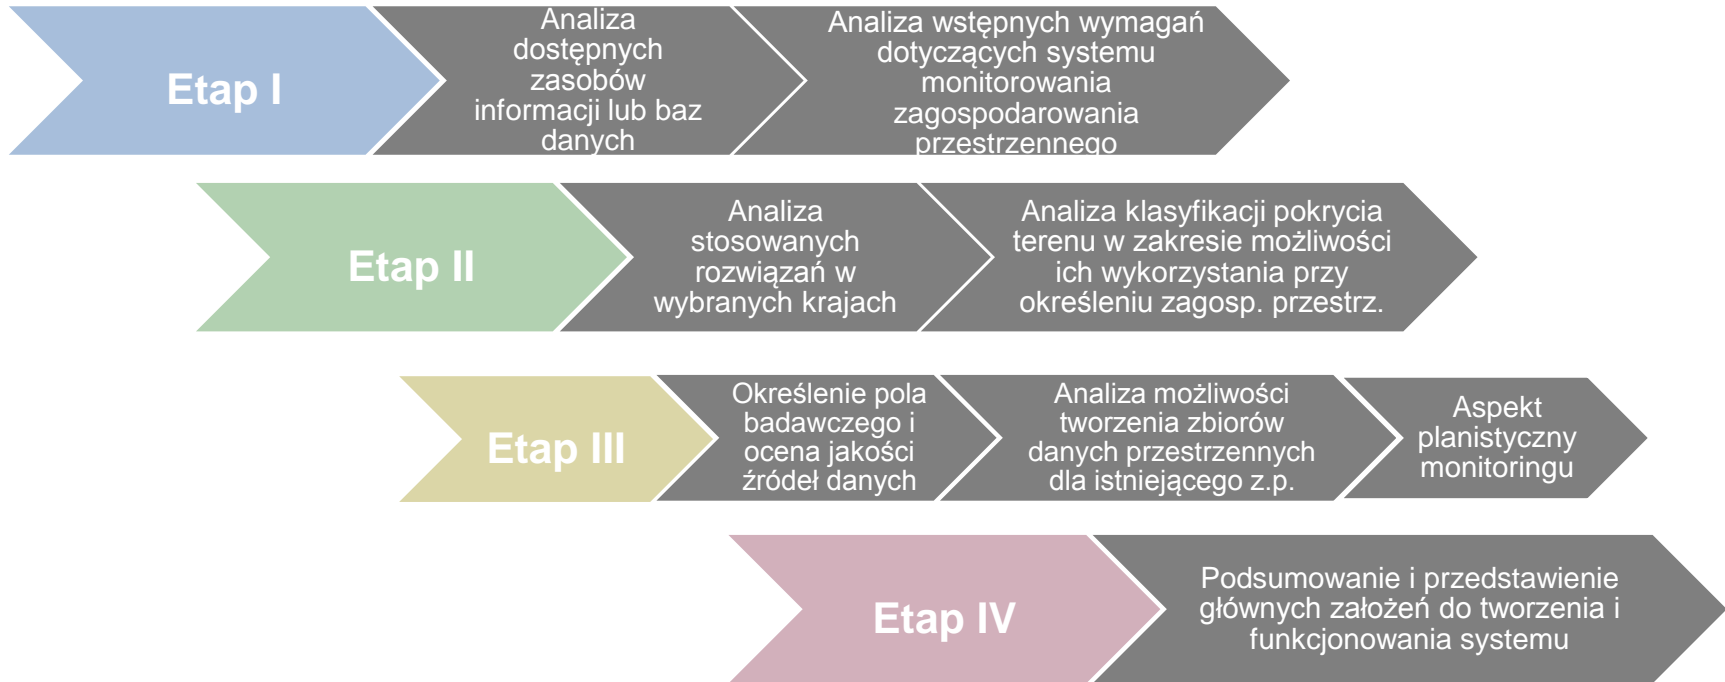 Etap I
Analiza
dostępnych
zasobów
informacji lub baz
danych
Analiza wstępnych wymagań
dotyczących systemu
monitorowania
zagospodarowania
przestrzennego
Etap II
Analiza
stosowanych
rozwiązań w
wybranych krajach
Analiza klasyfikacji pokrycia
terenu w zakresie możliwości
ich wykorzystania przy
określeniu zagosp. przestrz.
Etap III
Określenie pola
badawczego i
ocena jakości
źródeł danych
Analiza możliwości
tworzenia zbiorów
danych przestrzennych
dla istniejącego z.p.
Aspekt
planistyczny
monitoringu
Etap IV
Podsumowanie i przedstawienie
głównych założeń do tworzenia i
funkcjonowania systemu